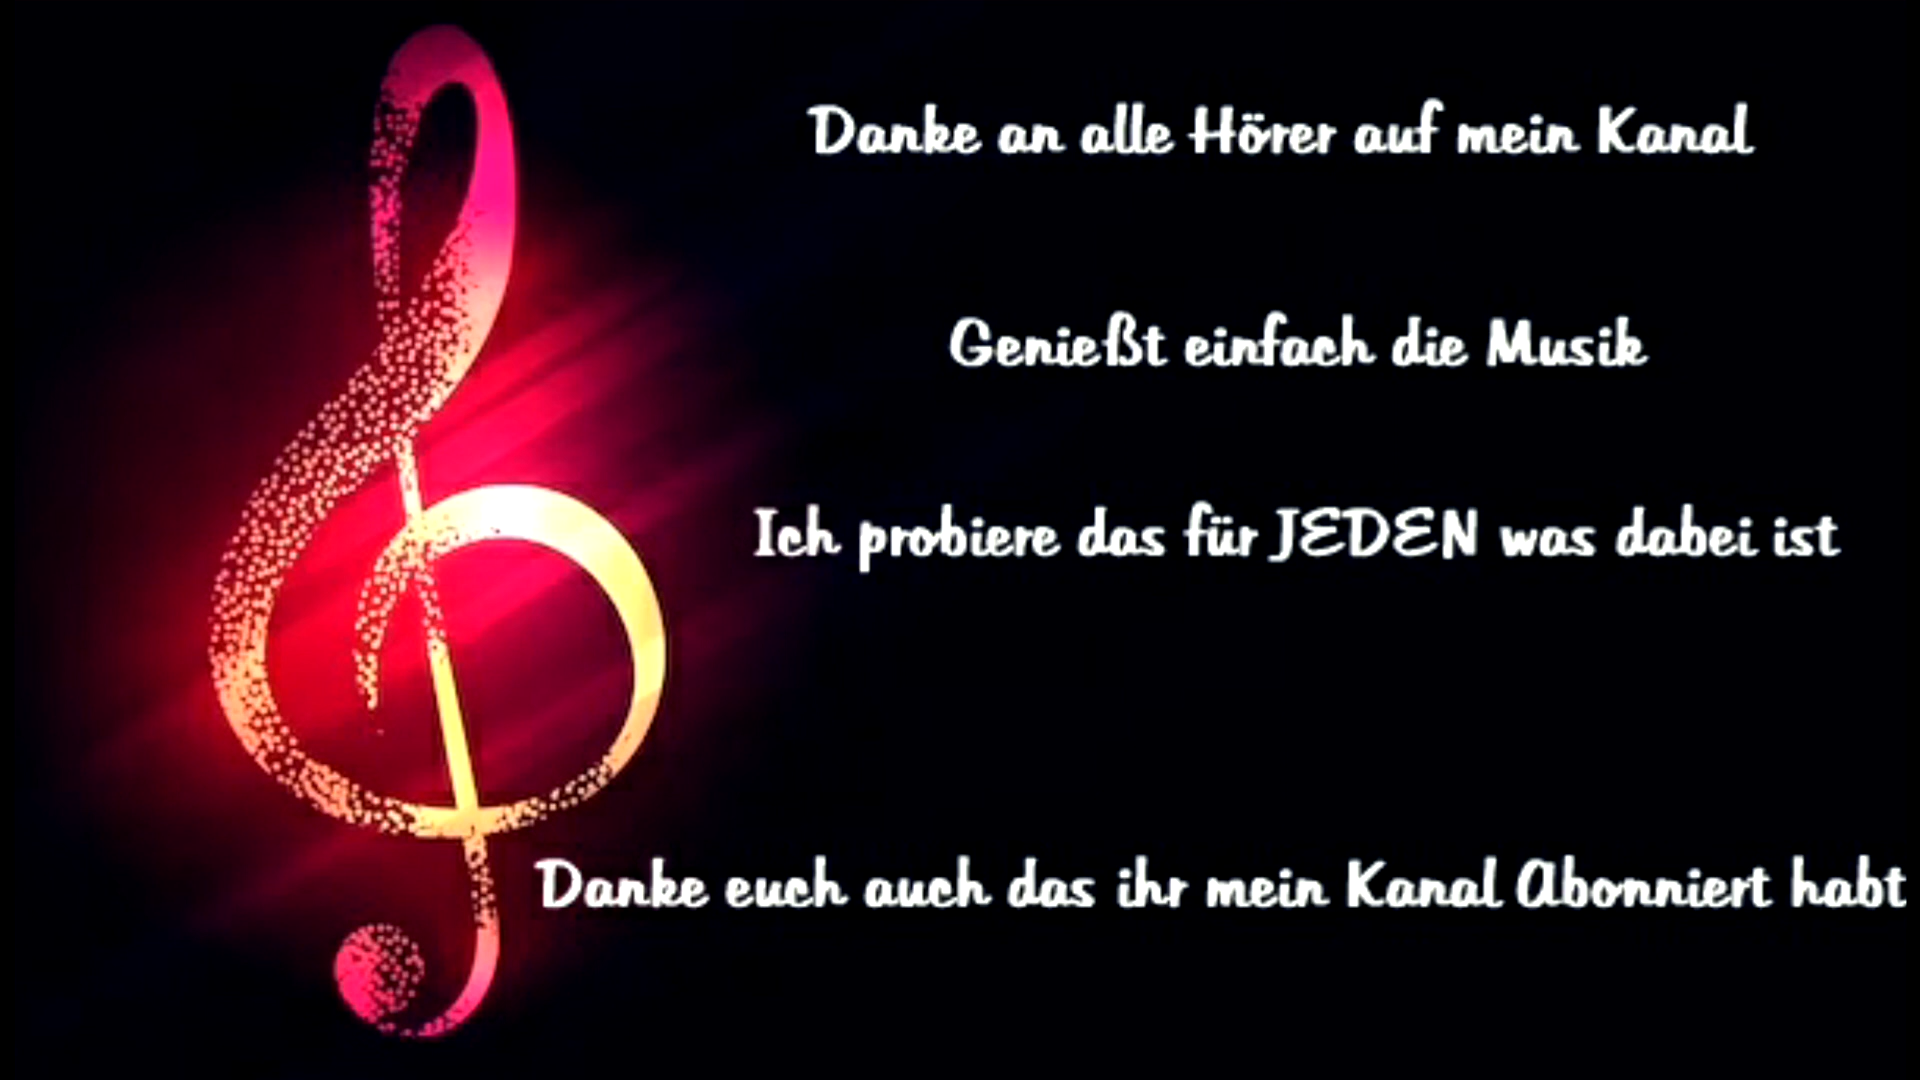 Danke an alle Hörer auf mein Kanal
Genießt einfach die Musik
Ich probiere das für JEDEN was dabei ist
Danke euch auch das ihr mein Kanal Abonniert habt